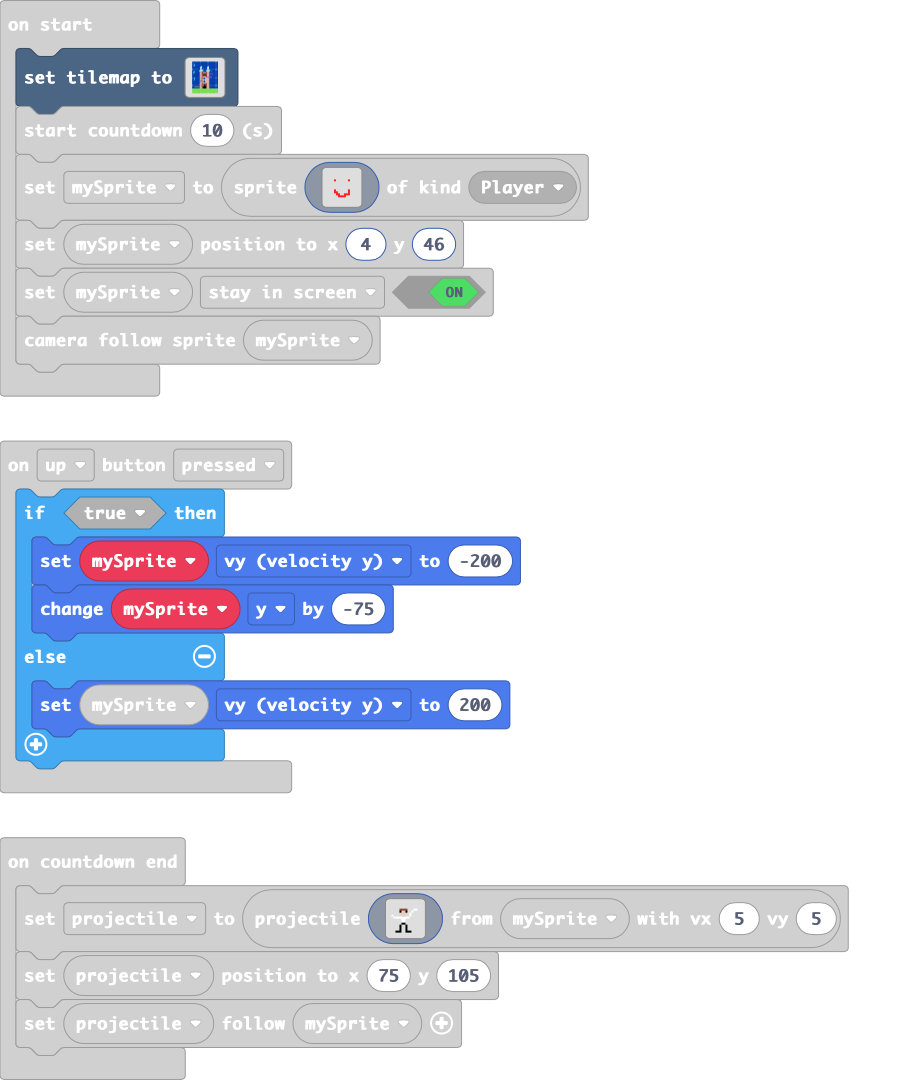 on start
set tilemap to
start countdown 10 (s)
set mySprite to sprite of kind Player
set mySprite position to x 4 y 46
set mySprite stay in screen ON
camera follow sprite mySprite
on up button pressed
if true then
set mySprite vy (velocity y) to -200
change mySprite y by -75
else
set mySprite vy (velocity y) to 200
on countdown end
set projectile to projectile from mySprite with vx 5 vy 5
set projectile position to x 75 y 105
set projectile follow mySprite